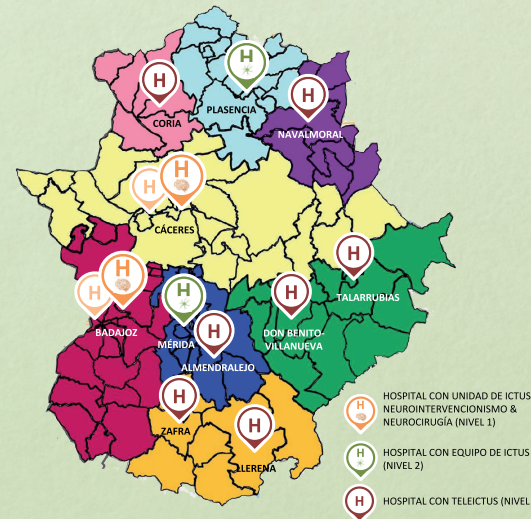 H
H
H
CORIA
PLASENCIA
NAVALMORAL
H
H
CÁCERES
H
H
H
TALARRUBIAS
H
H
BADAJOZ
MÉRIDA
H
DON BENITO-
VILLANUEVA
ALMENDRALEJO
H
H
ZAFRA
LLERENA
H
HOSPITAL CON UNIDAD DE ICTUS
NEUROINTERVENCIONISMO &
NEUROCIRUGÍA (NIVEL 1)
H
HOSPITAL CON EQUIPO DE ICTUS
(NIVEL 2)
H
HOSPITAL CON TELEICTUS (NIVEL